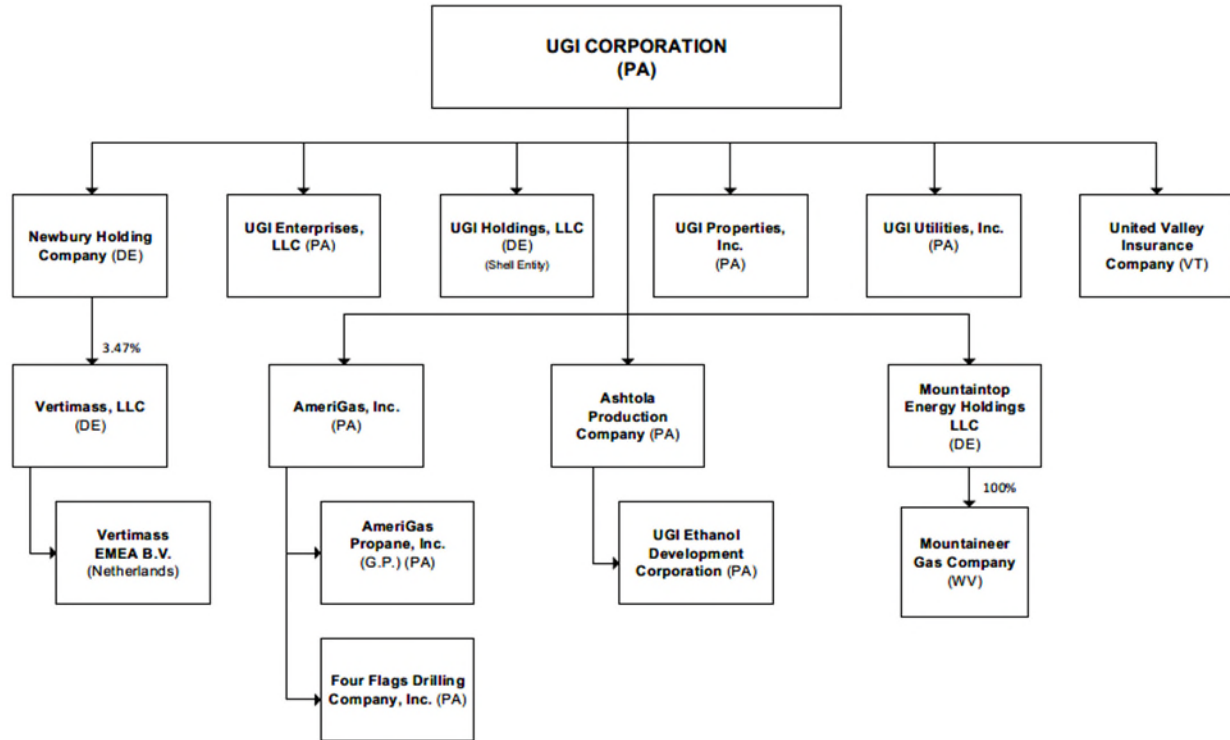 UGI CORPORATION
(PA)
Newbury Holding
Company (DE)
UGI Enterprises,
LLC (PA)
UGI Holdings, LLC
(DE)
(Shell Entity)
UGI Properties,
Inc.
(PA)
UGI Utilities, Inc.
(PA)
United Valley
Insurance
Company (VT)
3.47%
Vertimass, LLC
(DE)
AmeriGas, Inc.
(PA)
Ashtola
Production
Company (PA)
Mountaintop
Energy Holdings
LLC
(DE)
100%
Vertimass
EMEA B.V.
(Netherlands)
AmeriGas
Propane, Inc.
(G.P.) (PA)
UGI Ethanol
Development
Corporation (PA)
Mountaineer
Gas Company
(WV)
Four Flags Drilling
Company, Inc. (PA)